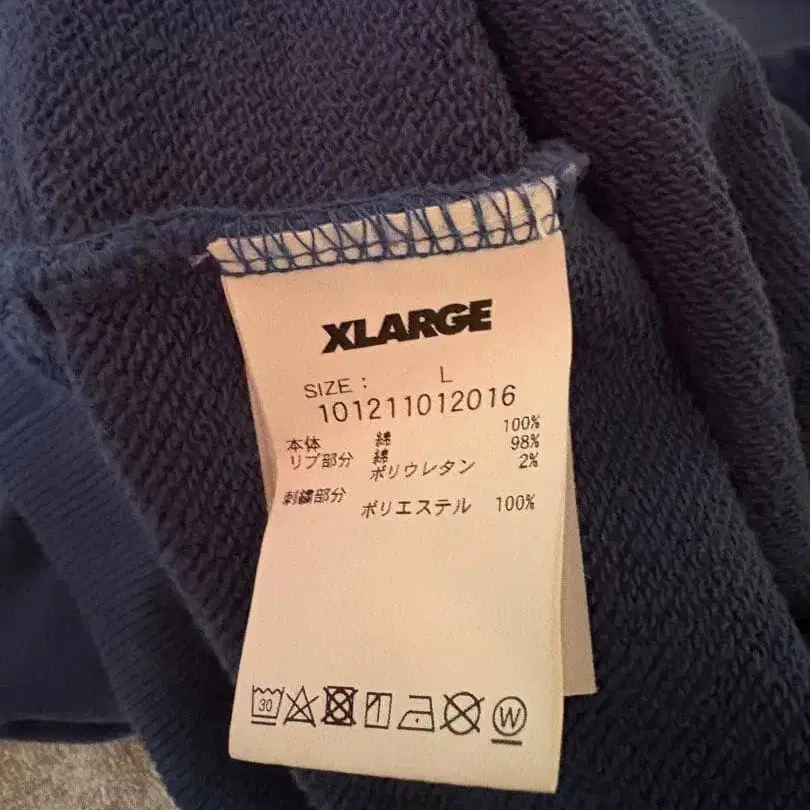 XLARGE
SIZE : L
101211012016
本体 綿 100%
リブ部分 綿 98%
ポリウレタン 2%
刺繍部分 ポリエステル 100%
30 W